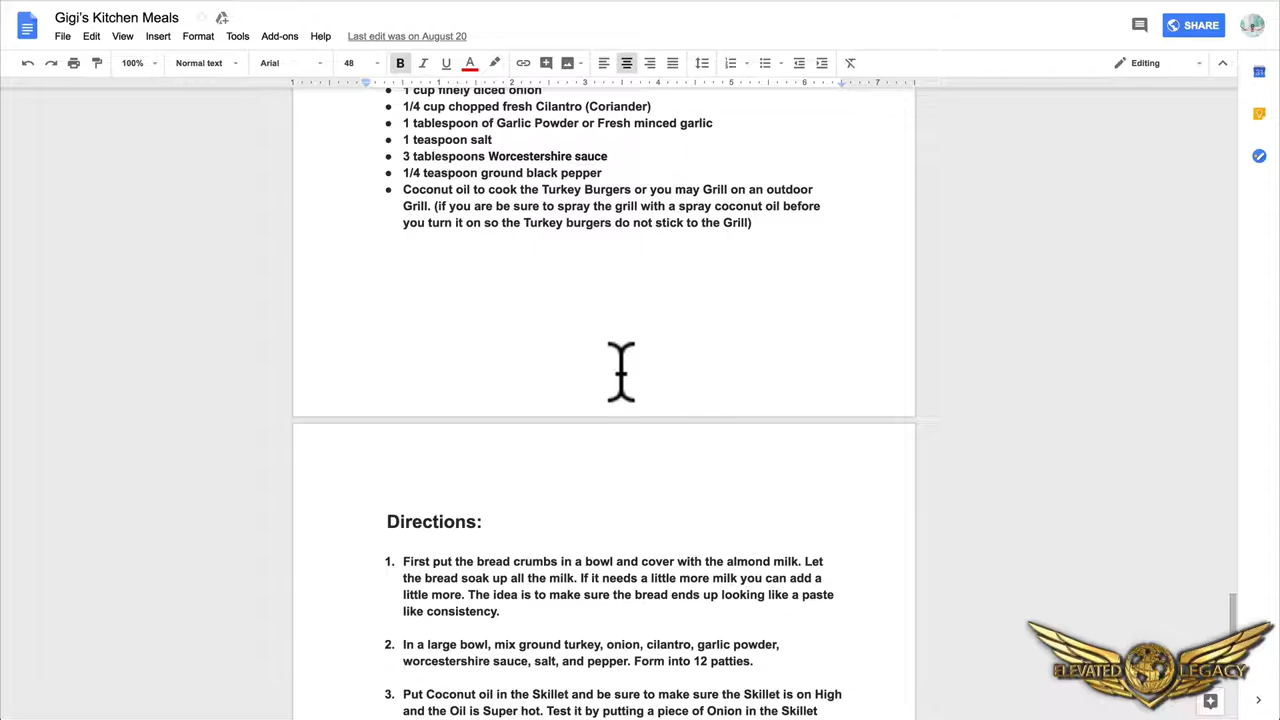 Gigi's Kitchen Meals
File Edit View Insert Format Tools Add-ons Help Last edit was on August 20
SHARE
100% Normal text Arial 48 Editing
1 1 2 3 4 5 6 7
● 1 cup finely diced onion
● 1/4 cup chopped fresh Cilantro (Coriander)
● 1 tablespoon of Garlic Powder or Fresh minced garlic
● 1 teaspoon salt
● 3 tablespoons Worcestershire sauce
● 1/4 teaspoon ground black pepper
● Coconut oil to cook the Turkey Burgers or you may Grill on an outdoor
Grill. (if you are be sure to spray the grill with a spray coconut oil before
you turn it on so the Turkey burgers do not stick to the Grill)
Directions:
1. First put the bread crumbs in a bowl and cover with the almond milk. Let
the bread soak up all the milk. If it needs a little more milk you can add a
little more. The idea is to make sure the bread ends up looking like a paste
like consistency.
2. In a large bowl, mix ground turkey, onion, cilantro, garlic powder,
worcestershire sauce, salt, and pepper. Form into 12 patties.
3. Put Coconut oil in the Skillet and be sure to make sure the Skillet is on High
and the Oil is Super hot. Test it by putting a piece of Onion in the Skillet
ELEVATED LEGACY